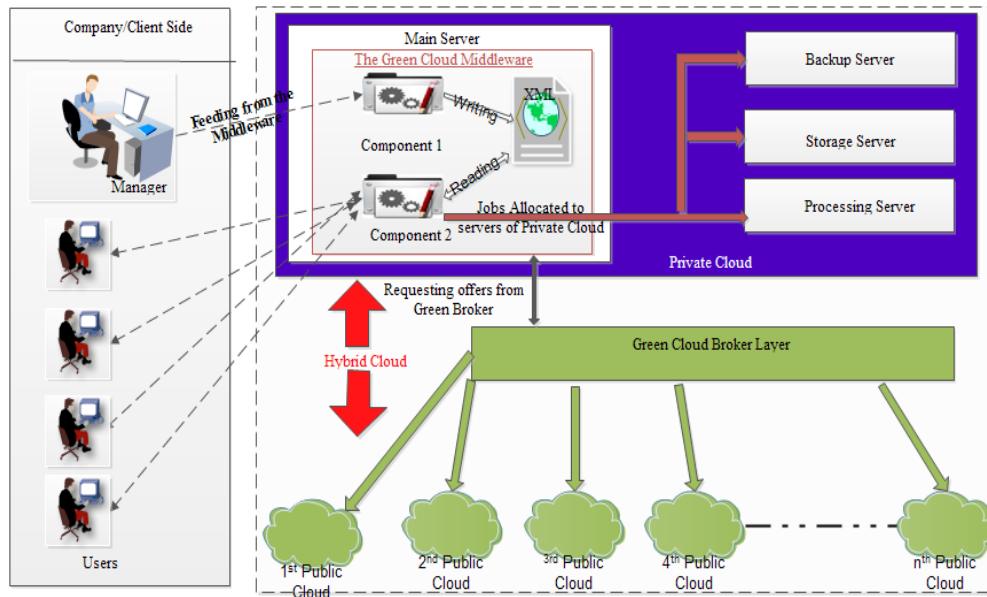 Company/Client Side
Manager
Users
Feeding from the
Middleware
Main Server
The Green Cloud Middleware
Component 1
Writing
XML
Reading
Component 2
Jobs Allocated to
servers of Private Cloud
Backup Server
Storage Server
Processing Server
Private Cloud
Requesting offers from
Green Broker
Hybrid Cloud
Green Cloud Broker Layer
1st Public
Cloud
2nd Public
Cloud
3rd Public
Cloud
4th Public
Cloud
nth Public
Cloud